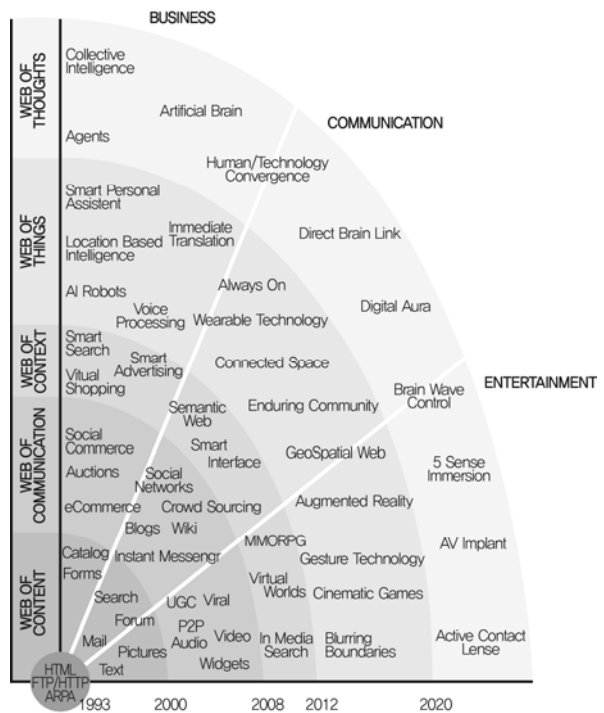 BUSINESS
Collective
Intelligence
Artificial Brain
Agents
COMMUNICATION
Human/Technology
Convergence
Smart Personal
Assistent
Immediate
Translation
Direct Brain Link
Location Based
Intelligence
AI Robots
Always On
Digital Aura
Voice
Processing
Wearable Technology
Smart
Search
Smart
Advertising
Connected Space
Vitual
Shopping
ENTERTAINMENT
Brain Wave
Control
Semantic
Web
Enduring Community
Social
Commerce
Smart
Interface
GeoSpatial Web
5 Sense
Immersion
Auctions
Social
Networks
eCommerce
Crowd Sourcing
Augmented Reality
Blogs
Wiki
MMORPG
AV Implant
Catalog
Instant Messengr
Gesture Technology
Forms
Virtual
Worlds
Cinematic Games
Search
UGC
Viral
Forum
P2P
Audio
Video
In Media
Search
Blurring
Boundaries
Active Contact
Lense
Mail
Pictures
Widgets
Text
WEB OF
THOUGHTS
WEB OF
THINGS
WEB OF
CONTEXT
WEB OF
COMMUNICATION
WEB OF
CONTENT
HTML
FTP/HTTP
ARPA
1993
2000
2008
2012
2020